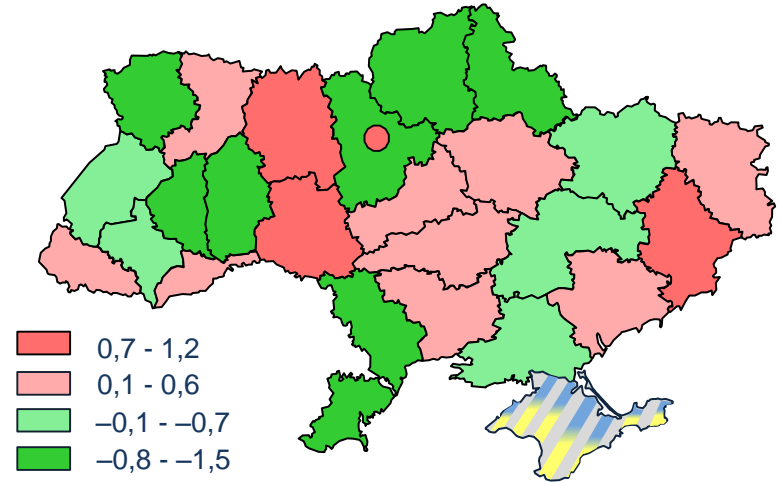 0,7 - 1,2
0,1 - 0,6
–0,1 - –0,7
–0,8 - –1,5